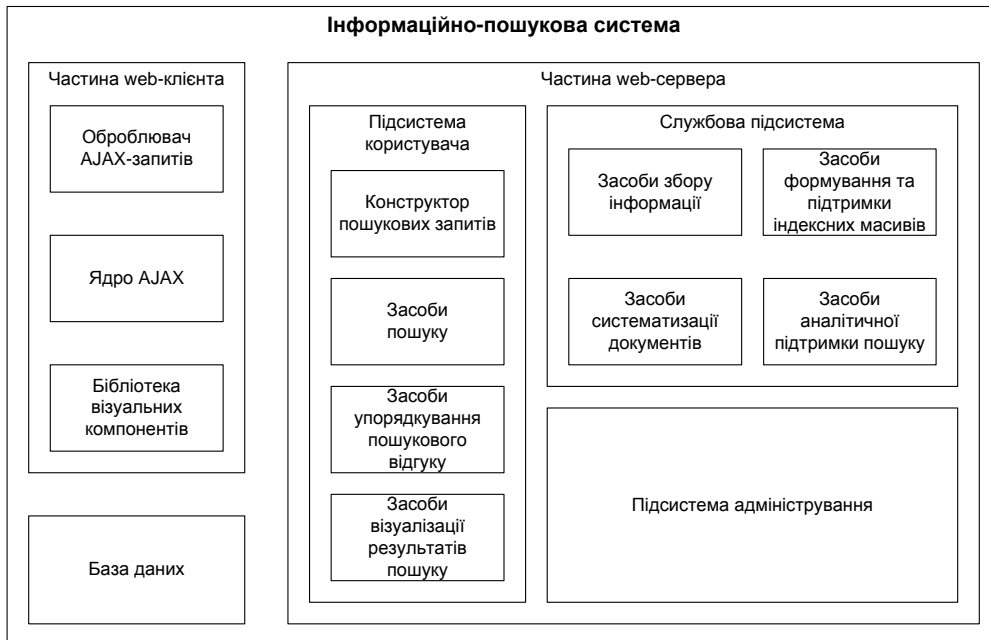 Інформаційно-пошукова система
Частина web-клієнта
Оброблювач
AJAX-запитів
Ядро AJAX
Бібліотека
візуальних
компонентів
База даних
Частина web-сервера
Підсистема
користувача
Конструктор
пошукових запитів
Засоби
пошуку
Засоби
упорядкування
пошукового
відгуку
Засоби
візуалізації
результатів
пошуку
Службова підсистема
Засоби збору
інформації
Засоби
формування та
підтримки
індексних масивів
Засоби
систематизації
документів
Засоби
аналітичної
підтримки пошуку
Підсистема адміністрування